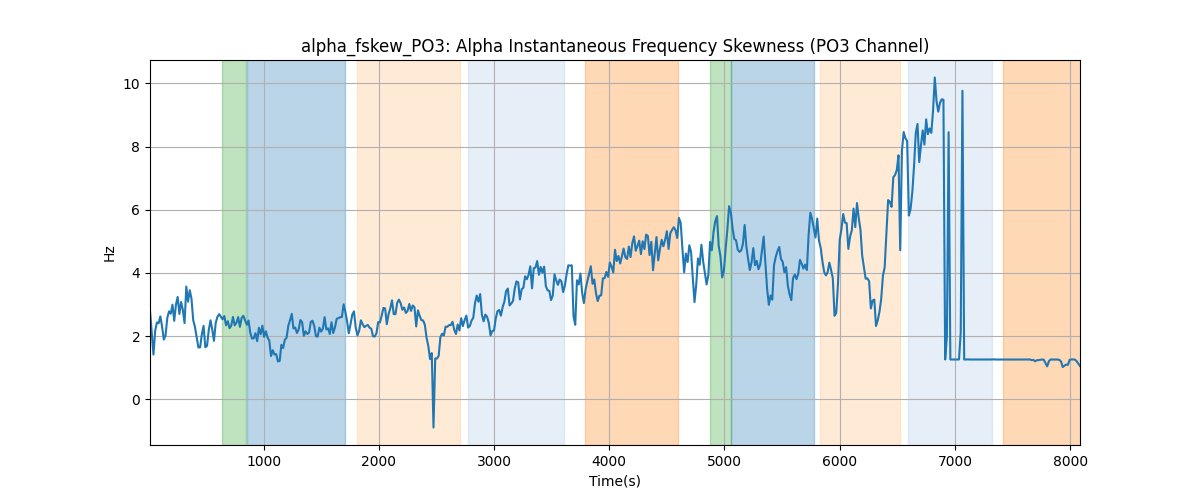 alpha_fskew_PO3: Alpha Instantaneous Frequency Skewness (PO3 Channel)
10
8
6
4
2
0
Hz
1000 2000 3000 4000 5000 6000 7000 8000
Time(s)